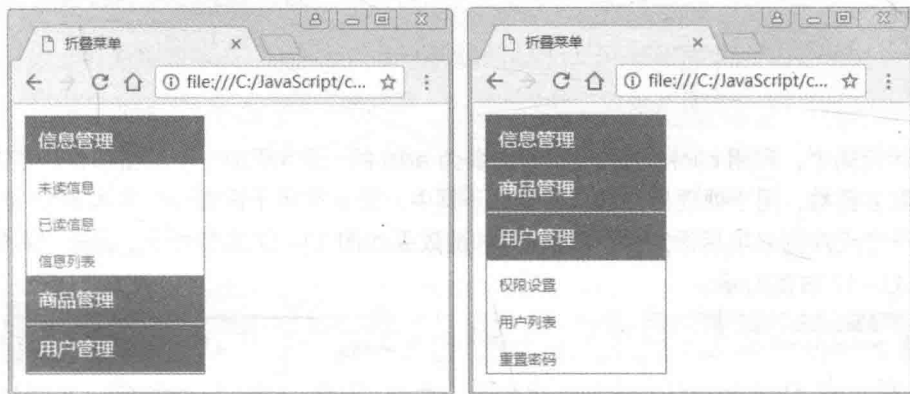 折叠菜单
file:///C:/JavaScript/c...
信息管理
未读信息
已读信息
信息列表
商品管理
用户管理
折叠菜单
file:///C:/JavaScript/c...
信息管理
商品管理
用户管理
权限设置
用户列表
重置密码